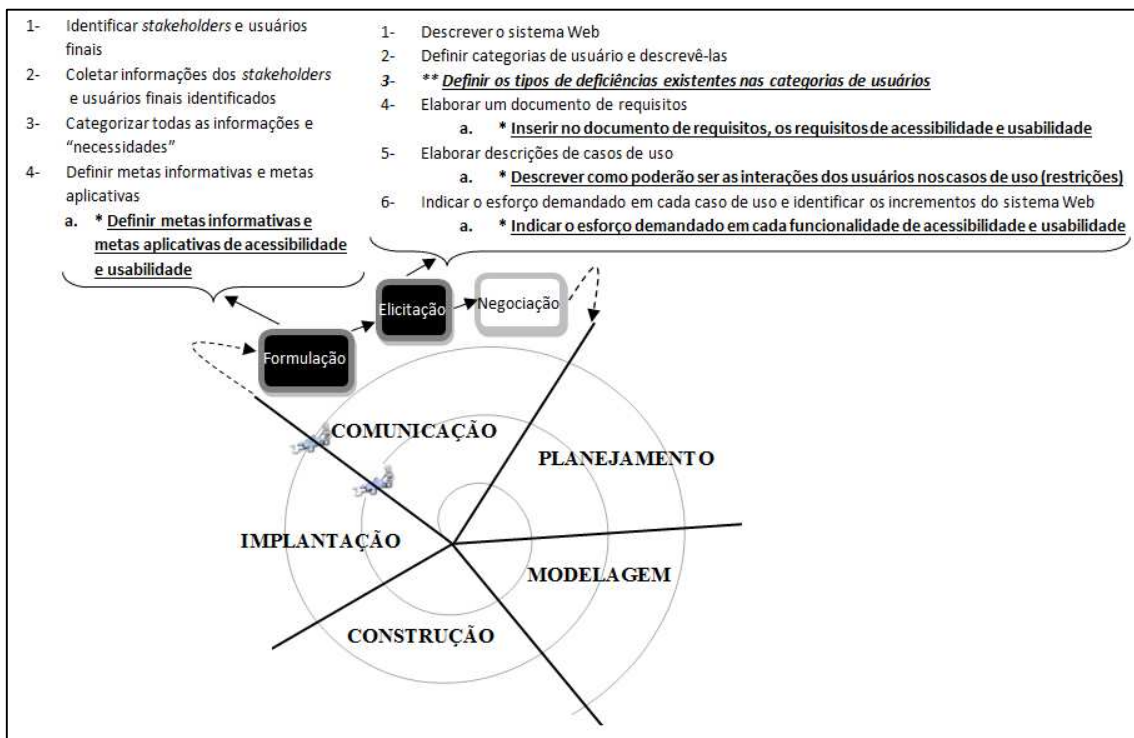 1- Identificar stakeholders e usuários
finais
2- Coletar informações dos stakeholders
e usuários finais identificados
3- Categorizar todas as informações e
“necessidades”
4- Definir metas informativas e metas
aplicativas
a. * Definir metas informativas e
metas aplicativas de acessibilidade
e usabilidade
1- Descrever o sistema Web
2- Definir categorias de usuário e descrevê-las
3- ** Definir os tipos de deficiências existentes nas categorias de usuários
4- Elaborar um documento de requisitos
a. * Inserir no documento de requisitos, os requisitos de acessibilidade e usabilidade
5- Elaborar descrições de casos de uso
a. * Descrever como poderão ser as interações dos usuários nos casos de uso (restrições)
6- Indicar o esforço demandado em cada caso de uso e identificar os incrementos do sistema Web
a. * Indicar o esforço demandado em cada funcionalidade de acessibilidade e usabilidade
Elicitação
Negociação
Formulação
COMUNICAÇÃO
PLANEJAMENTO
IMPLANTAÇÃO
MODELAGEM
CONSTRUÇÃO